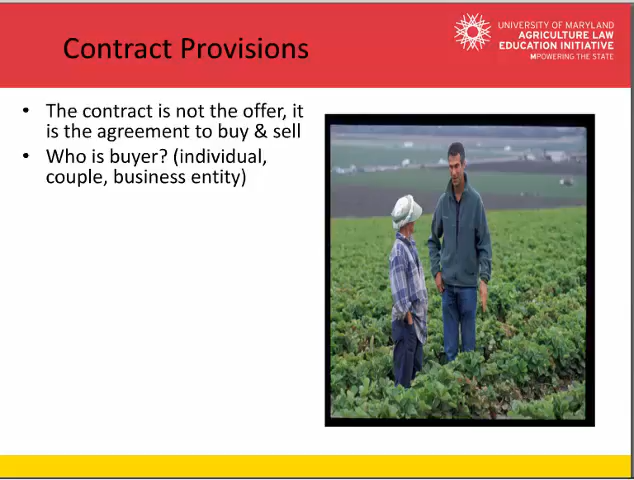 Contract Provisions
UNIVERSITY OF MARYLAND
AGRICULTURE LAW
EDUCATION INITIATIVE
MPOWERING THE STATE
• The contract is not the offer, it
is the agreement to buy & sell
• Who is buyer? (individual,
couple, business entity)